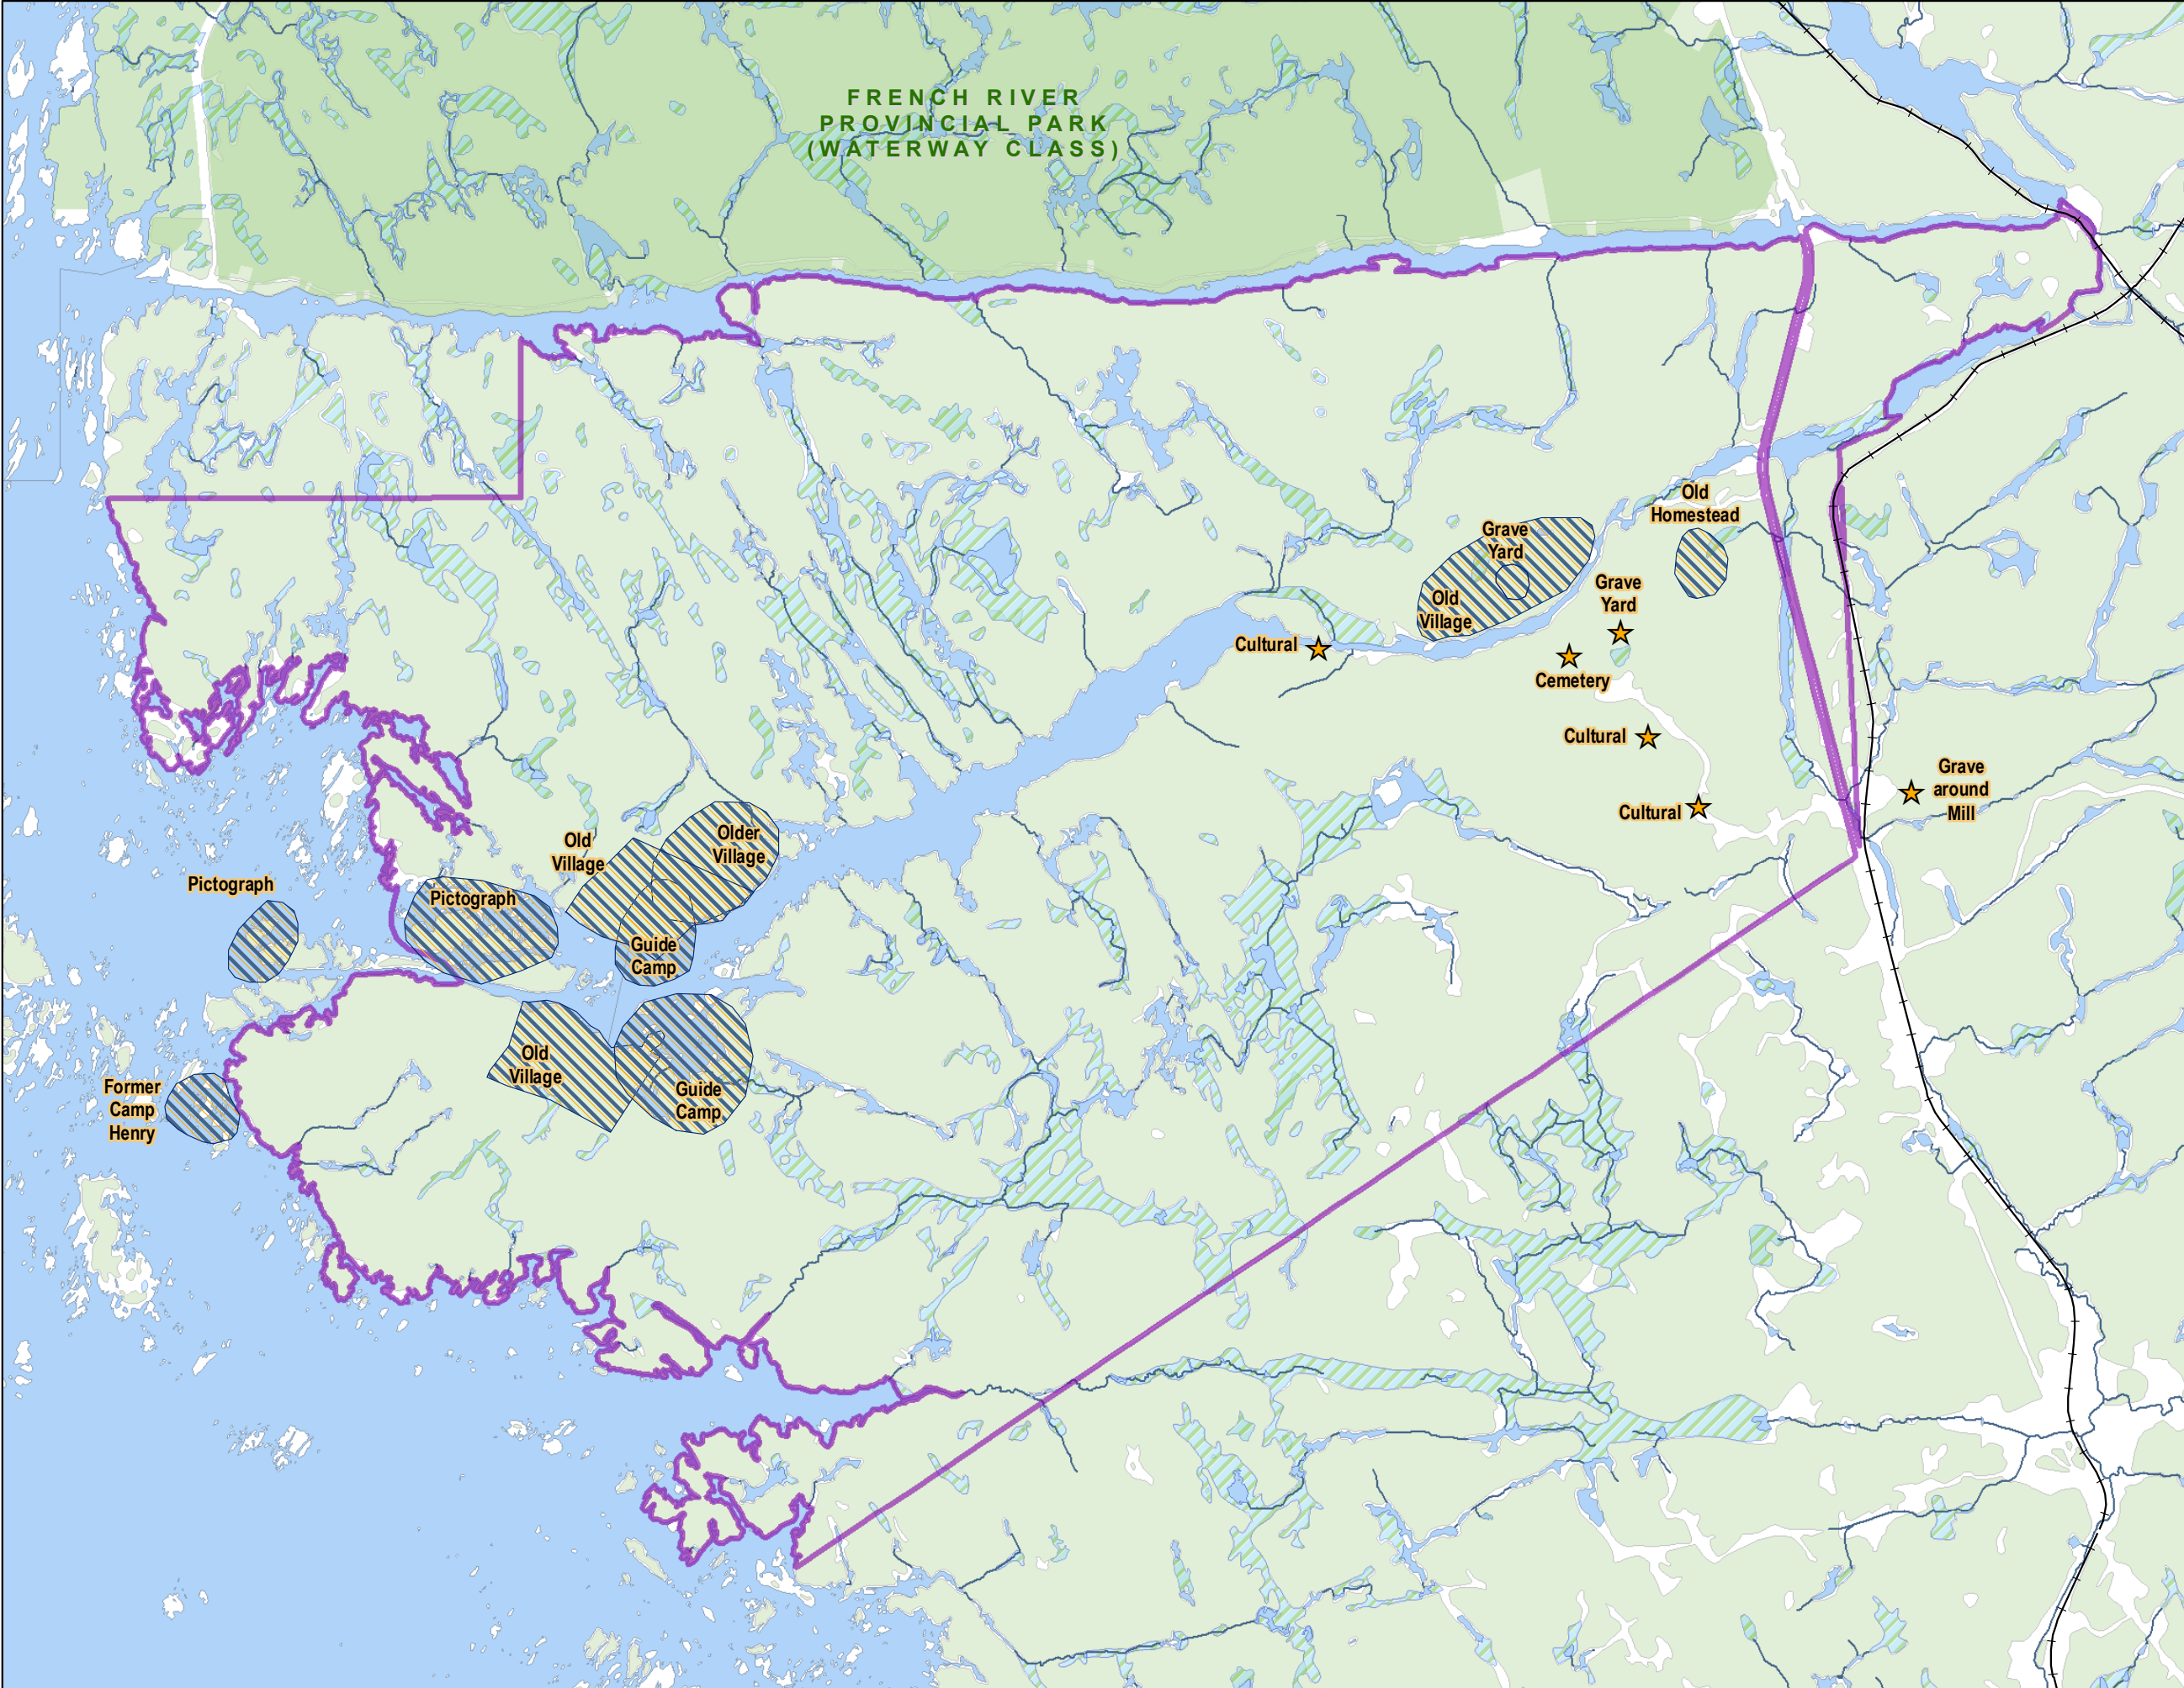 FRENCH RIVER
PROVINCIAL PARK
(WATERWAY CLASS)
Old
Homestead
Grave
Yard
Old
Village
Grave
Yard
Cultural
Cemetery
Cultural
Cultural
Grave
around
Mill
Old
Village
Older
Village
Pictograph
Pictograph
Guide
Camp
Old
Village
Guide
Camp
Former
Camp
Henry